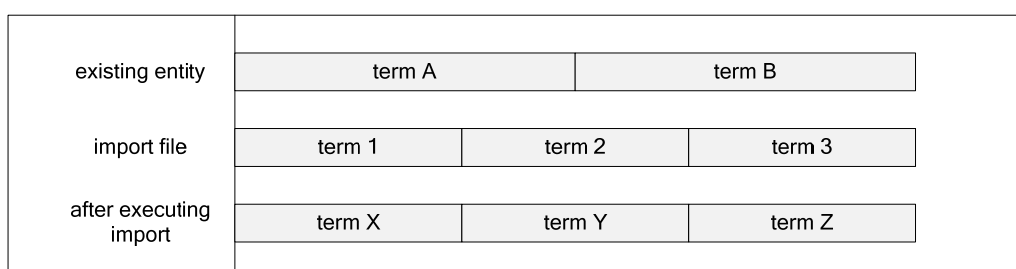 existing entity term A term B
import file term 1 term 2 term 3
after executing
import
term X term Y term Z